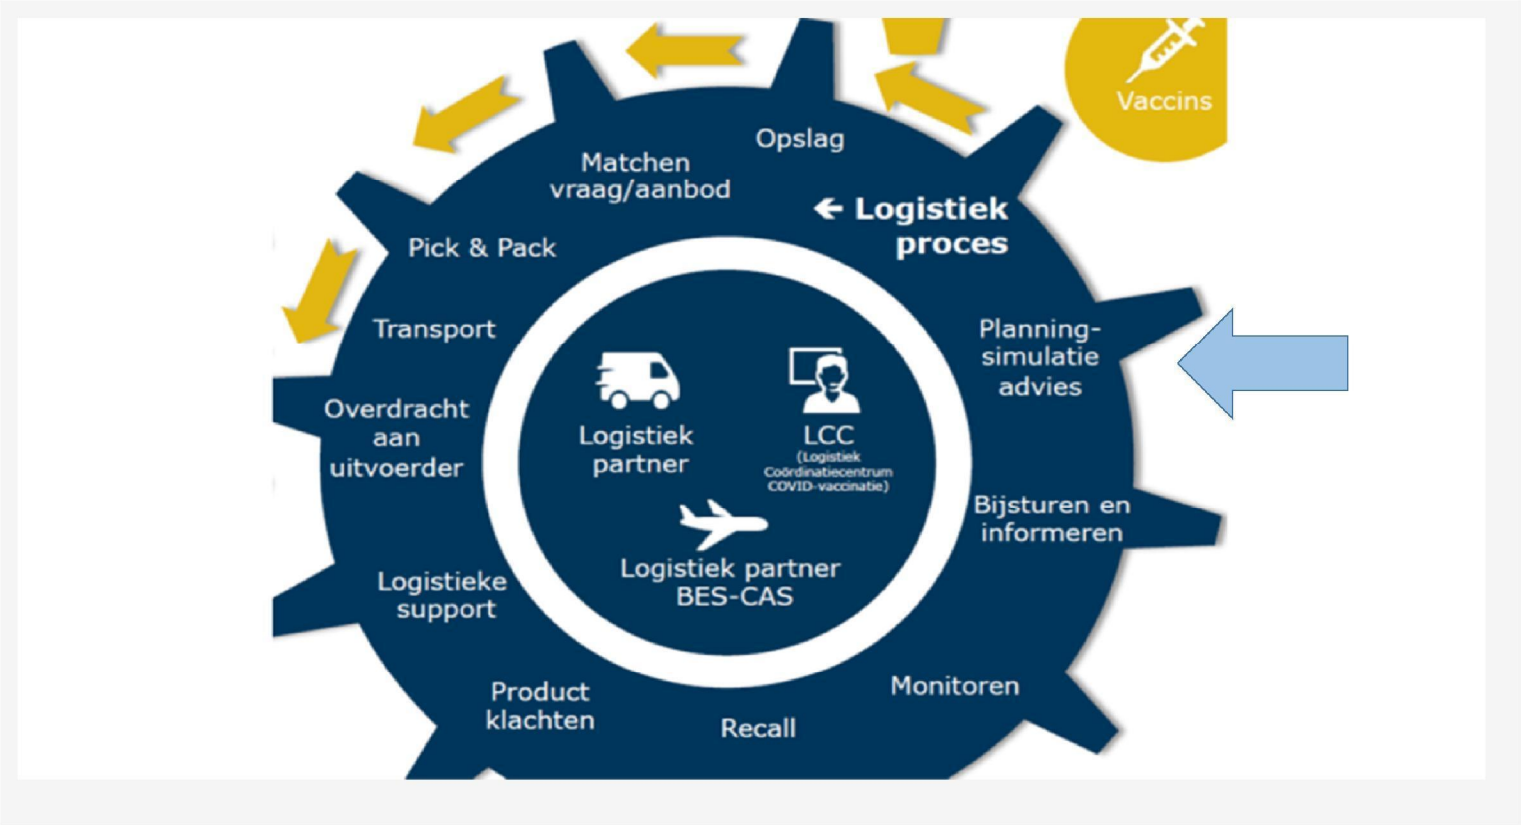 Vaccins
Opslag
Matchen
vraag/aanbod
← Logistiek
proces
Pick & Pack
Transport
Planning-
simulatie
advies
Overdracht
aan
uitvoerder
Logistiek
partner
LCC
(Logistiek
Coördinatiecentrum
COVID-vaccinatie)
Bijsturen en
informeren
Logistiek partner
BES-CAS
Logistieke
support
Product
klachten
Recall
Monitoren